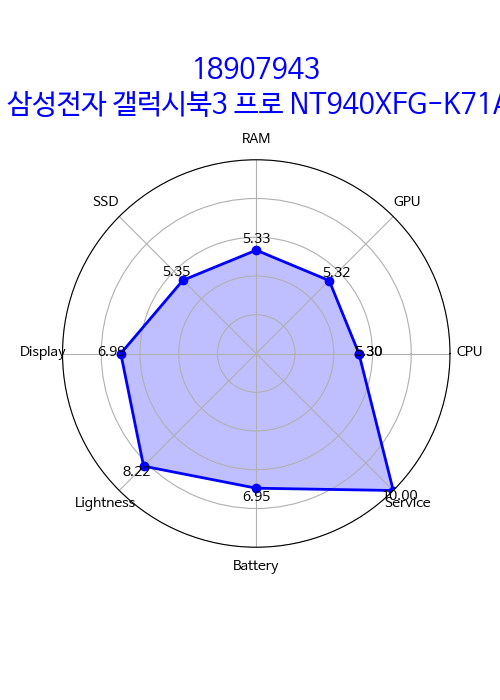 18907943
삼성전자 갤럭시북3 프로 NT940XFG-K71A
RAM
SSD
GPU
5.33
5.35
5.32
Display
6.98
5.30
CPU
8.22
6.95
10.00
Lightness
Service
Battery